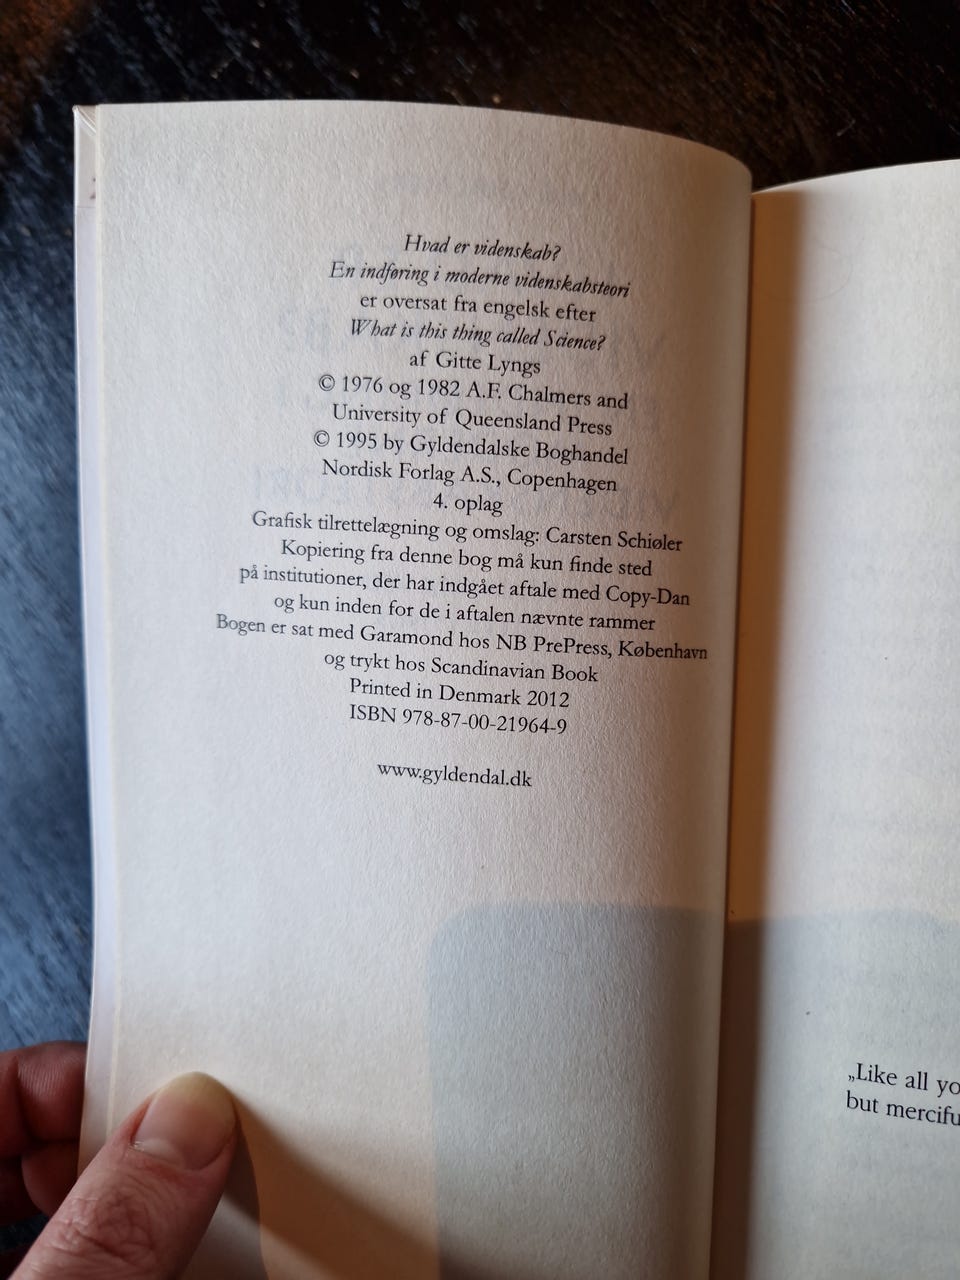 Hvad er videnskab?
En indføring i moderne videnskabsteori
er oversat fra engelsk efter
What is this thing called Science?
af Gitte Lyngs
© 1976 og 1982 A.F. Chalmers and
University of Queensland Press
© 1995 by Gyldendalske Boghandel
Nordisk Forlag A.S., Copenhagen
4. oplag
Grafisk tilrettelægning og omslag: Carsten Schiøler
Kopiering fra denne bog må kun finde sted
på institutioner, der har indgået aftale med Copy-Dan
og kun inden for de i aftalen nævnte rammer
Bogen er sat med Garamond hos NB PrePress, København
og trykt hos Scandinavian Book
Printed in Denmark 2012
ISBN 978-87-00-21964-9
www.gyldendal.dk
„Like all
but